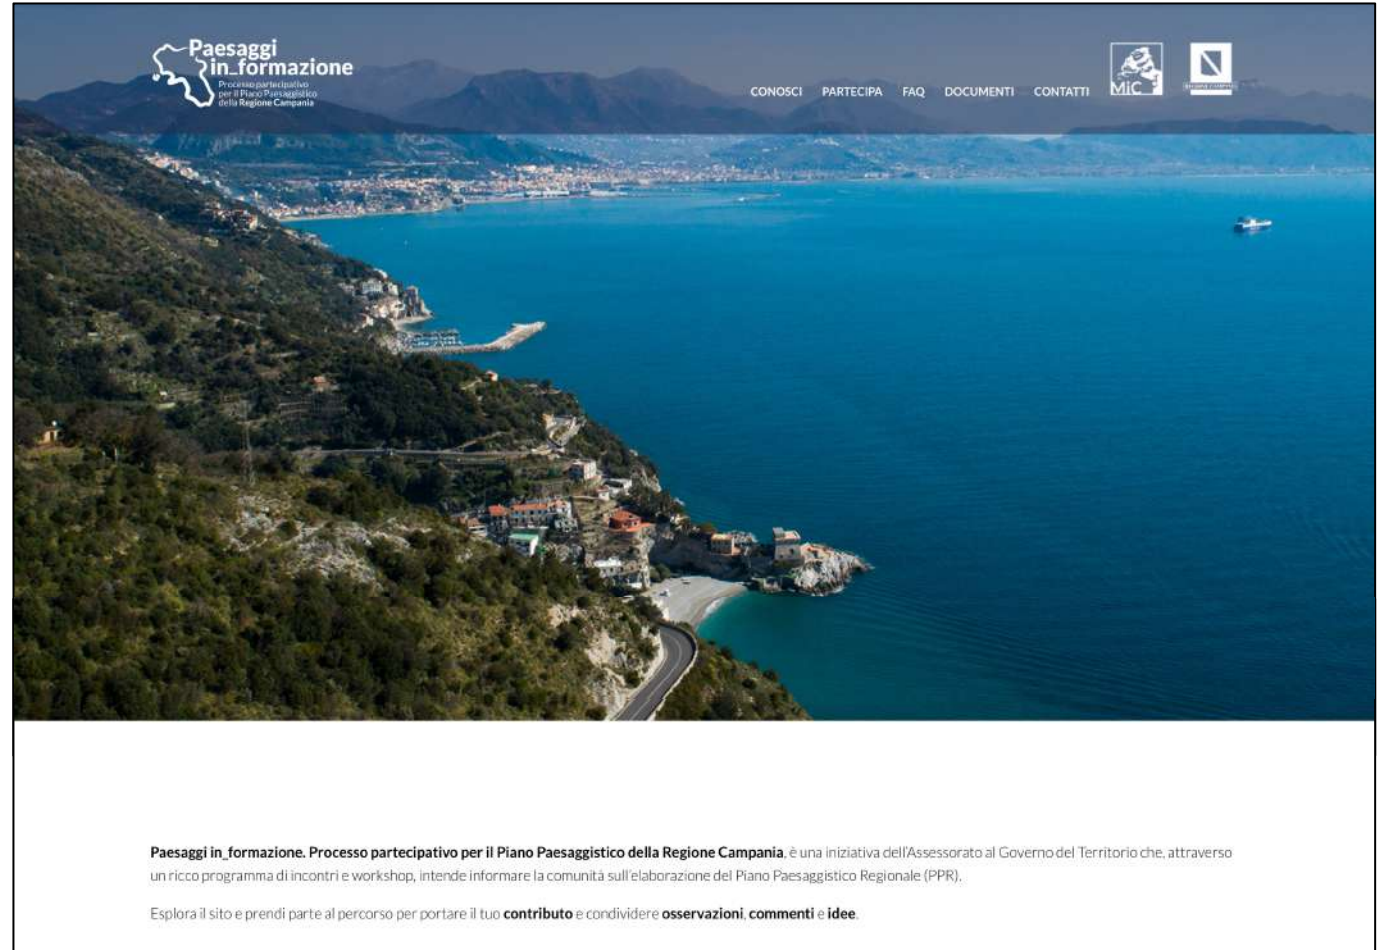 Paesaggi
in_formazione
Processo partecipativo
per il Piano Paesaggistico
della Regione Campania
CONOSCI PARTECIPA FAQ DOCUMENTI CONTATTI
MiC
REGIONE CAMPANIA
Paesaggi in_formazione. Processo partecipativo per il Piano Paesaggistico della Regione Campania, è una iniziativa dell'Assessorato al Governo del Territorio che, attraverso
un ricco programma di incontri e workshop, intende informare la comunità sull'elaborazione del Piano Paesaggistico Regionale (PPR).
Esplora il sito e prendi parte al percorso per portare il tuo contributo e condividere osservazioni, commenti e idee.